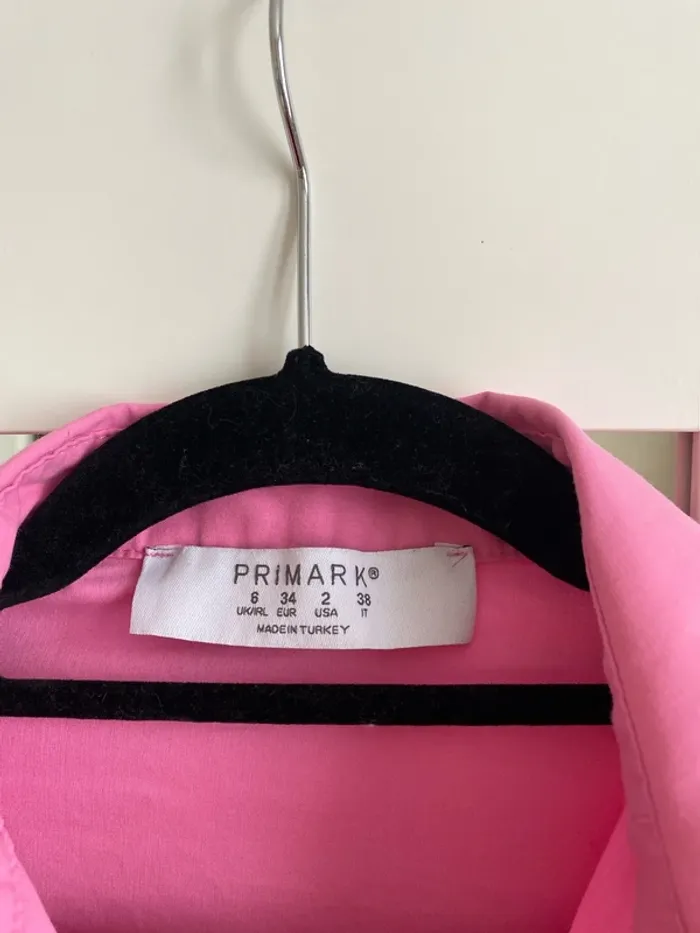 PRIMARK®
6 34 2 38
UK/IRL EUR USA IT
MADE IN TURKEY